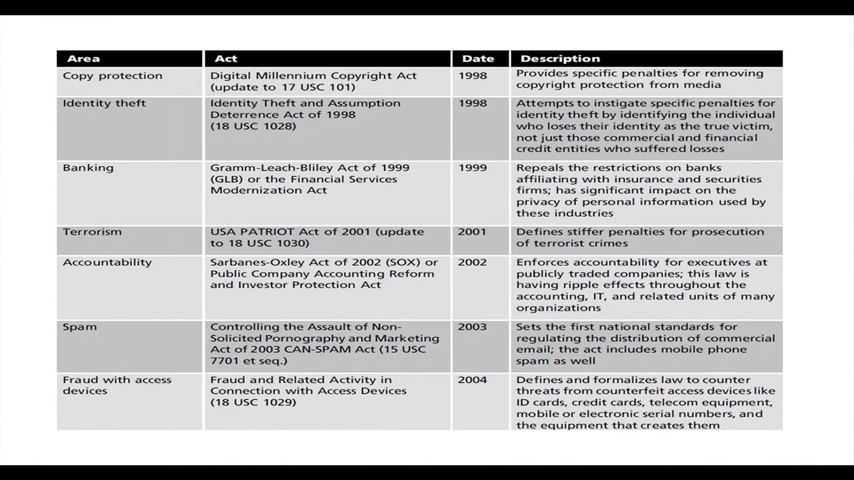 Area Act Date Description
Copy protection Digital Millennium Copyright Act 1998 Provides specific penalties for removing
(update to 17 USC 101) copyright protection from media
Identity theft Identity Theft and Assumption 1998 Attempts to instigate specific penalties for
Deterrence Act of 1998 identity theft by identifying the individual
(18 USC 1028) who loses their identity as the true victim,
not just those commercial and financial
credit entities who suffered losses
Banking Gramm-Leach-Bliley Act of 1999 1999 Repeals the restrictions on banks
(GLB) or the Financial Services affiliating with insurance and securities
Modernization Act firms; has significant impact on the
privacy of personal information used by
these industries
Terrorism USA PATRIOT Act of 2001 (update 2001 Defines stiffer penalties for prosecution
to 18 USC 1030) of terrorist crimes
Accountability Sarbanes-Oxley Act of 2002 (SOX) or 2002 Enforces accountability for executives at
Public Company Accounting Reform publicly traded companies; this law is
and Investor Protection Act having ripple effects throughout the
accounting, IT, and related units of many
organizations
Spam Controlling the Assault of Non- 2003 Sets the first national standards for
Solicited Pornography and Marketing regulating the distribution of commercial
Act of 2003 CAN-SPAM Act (15 USC email; the act includes mobile phone
7701 et seq.) spam as well
Fraud with access Fraud and Related Activity in 2004 Defines and formalizes law to counter
devices Connection with Access Devices threats from counterfeit access devices like
(18 USC 1029) ID cards, credit cards, telecom equipment,
mobile or electronic serial numbers, and
the equipment that creates them